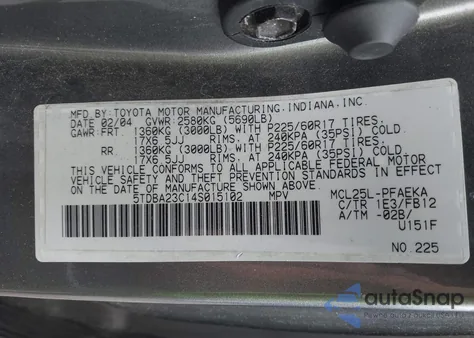 MFD.BY:TOYOTA MOTOR MANUFACTURING,INDIANA,INC.
DATE 02/04 GVWR 2580KG (5690LB)
GAWR FRT. 1360KG (3000LB) WITH P225/60R17 TIRES.
17X6.5JJ RIMS. AT 240KPA (35PSI) COLD
RR 1360KG (3000LB) WITH P225/60R17 TIRES.
17X6.5JJ RIMS. AT 240KPA (35PSI) COLD
THIS VEHICLE CONFORMS TO ALL APPLICABLE FEDERAL MOTOR
VEHICLE SAFETY AND THEFT PREVENTION STANDARDS IN
EFFECT ON THE DATE OF MANUFACTURE SHOWN ABOVE.
5TDBA23C14S015102 MPV
MCL25L-PFAEKA
C/TR 1E3/FB12
A/TM -02B/
U151F
NO.225
autoSnap